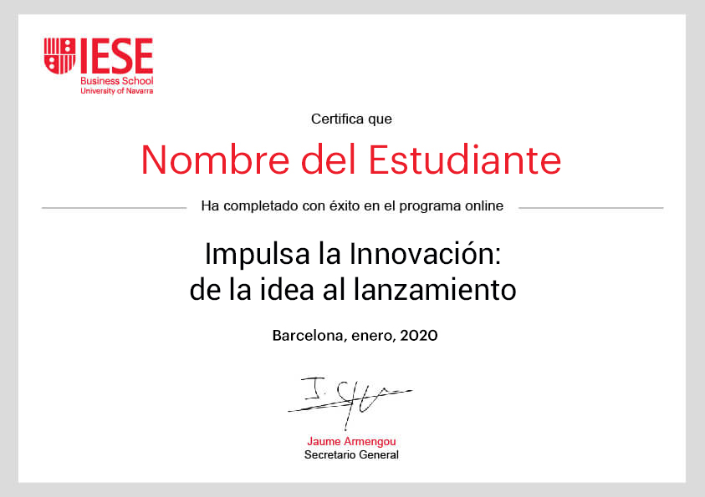 IESE
Business School
University of Navarra
Certifica que
Nombre del Estudiante
Ha completado con éxito en el programa online
Impulsa la Innovación:
de la idea al lanzamiento
Barcelona, enero, 2020
Jaume Armengou
Secretario General